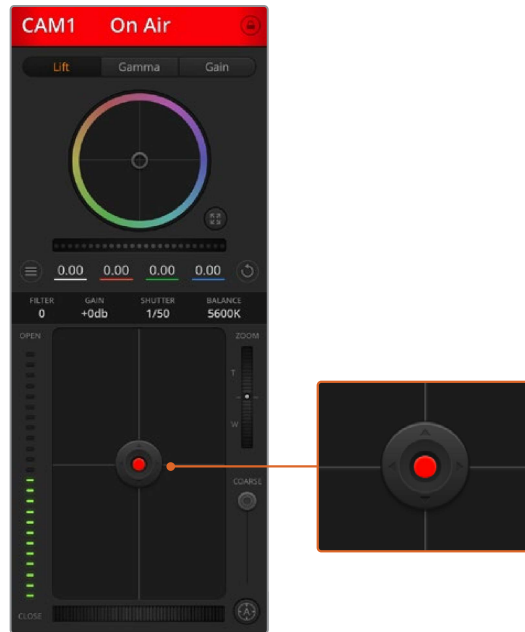 CAM1 On Air
Lift Gamma Gain
0.00 0.00 0.00 0.00
FILTER GAIN SHUTTER BALANCE
0 +0db 1/50 5600K
OPEN ZOOM
T
W
COARSE
CLOSE A